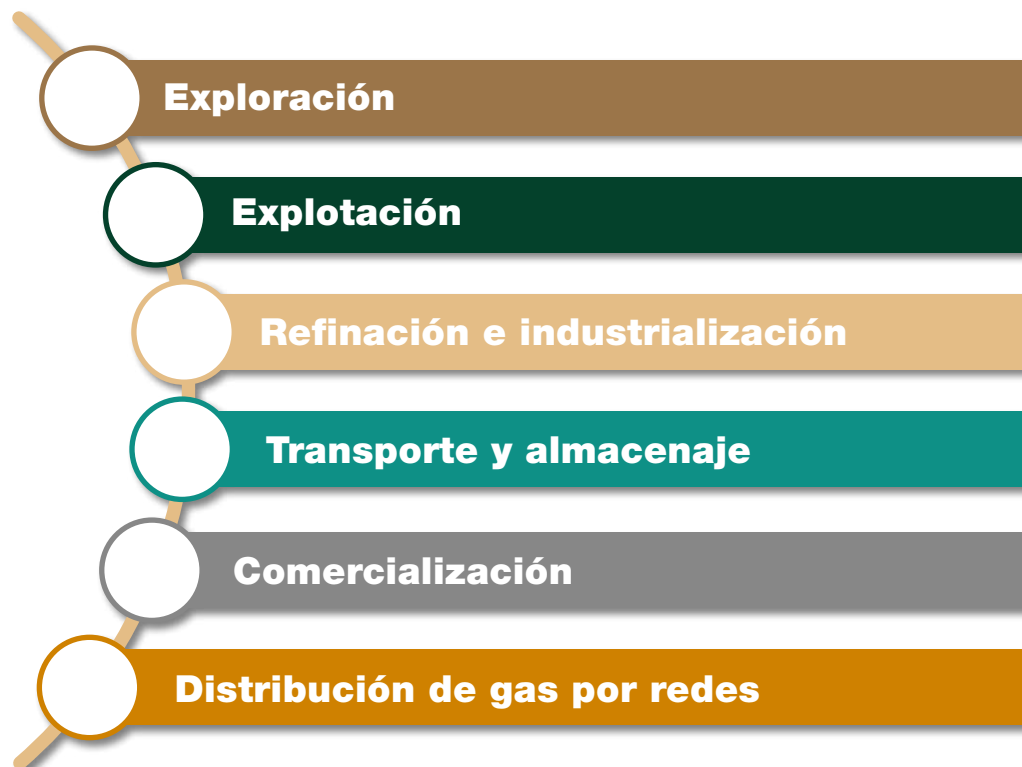 Exploración
Explotación
Refinación e industrialización
Transporte y almacenaje
Comercialización
Distribución de gas por redes